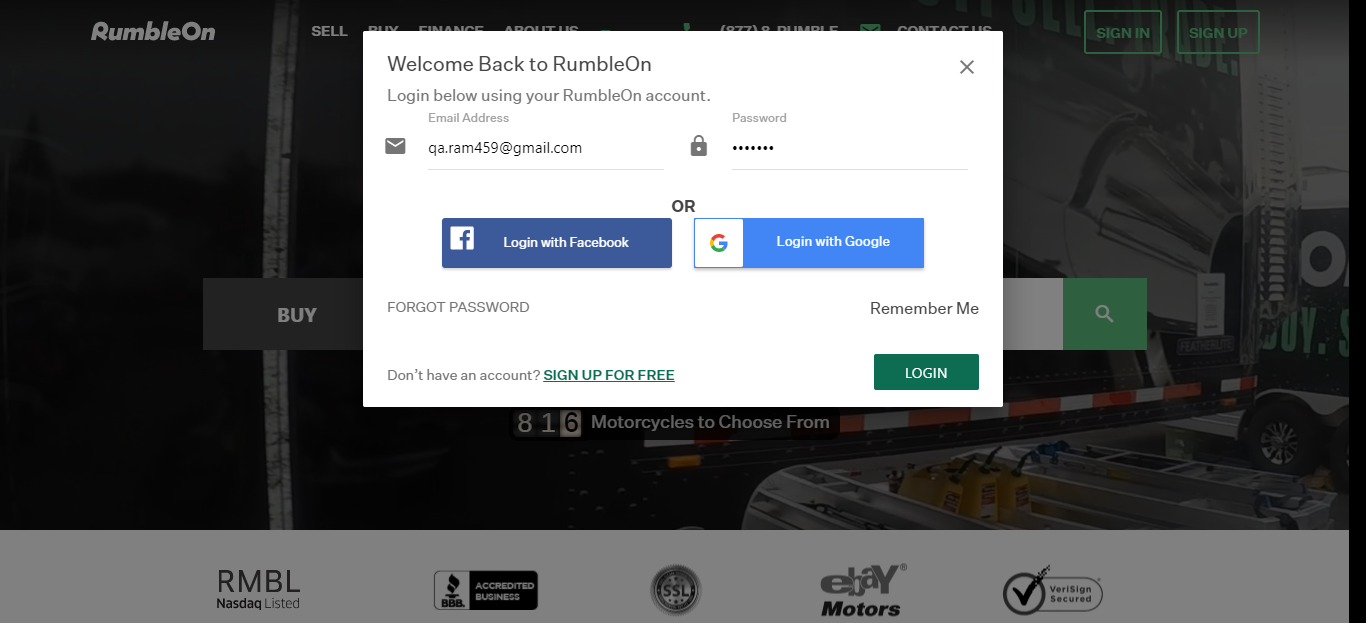 RumbleOn
SELL BUY FINANCE ABOUT US (877) 8-RUMBLE CONTACT US SIGN IN SIGN UP
Welcome Back to RumbleOn
Login below using your RumbleOn account.
Email Address Password
qa.ram459@gmail.com •••••••
OR
Login with Facebook Login with Google
FORGOT PASSWORD Remember Me
Don't have an account? SIGN UP FOR FREE LOGIN
BUY
FEATHERLITE
BUY. S
816 Motorcycles to Choose From
RMBL
Nasdaq Listed
BBB.
ACCREDITED
BUSINESS
SSL
ebaY®
Motors
VeriSign
Secured